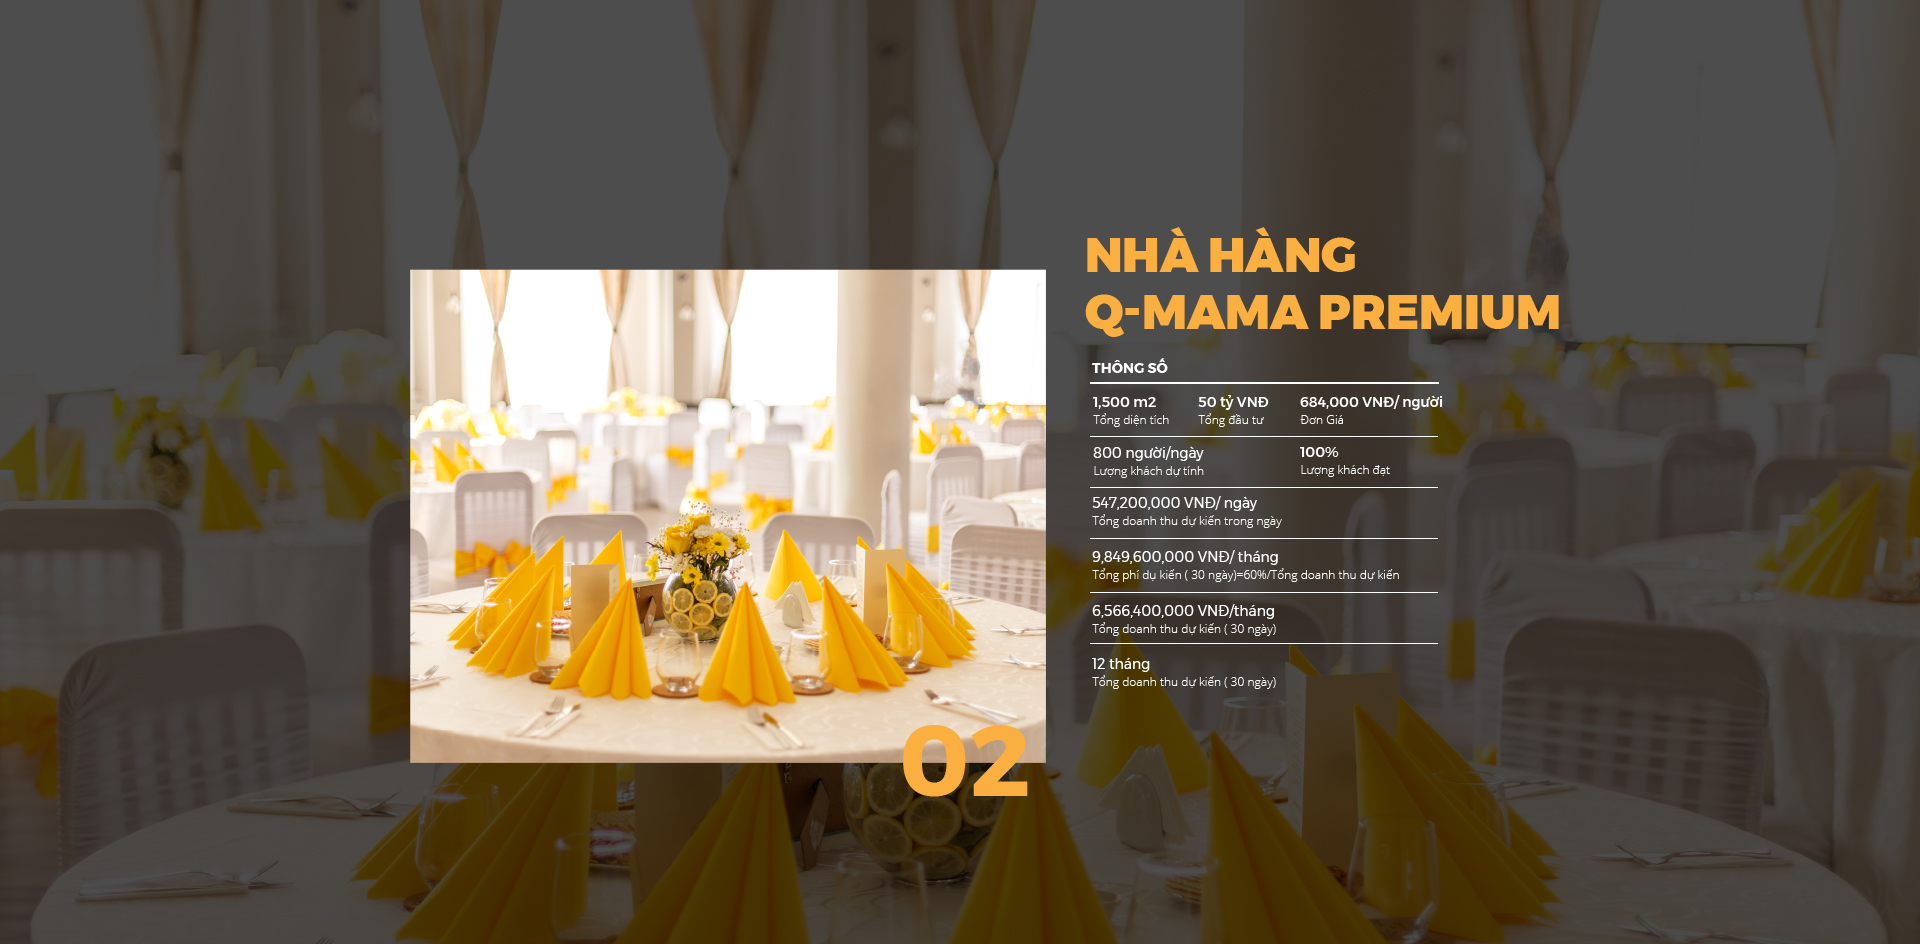 NHÀ HÀNG
Q-MAMA PREMIUM
THÔNG SỐ
1,500 m2 50 tỷ VNĐ 684,000 VNĐ/ người
Tổng diện tích Tổng đầu tư Đơn Giá
800 người/ngày 100%
Lượng khách dự tính Lượng khách đạt
547,200,000 VNĐ/ ngày
Tổng doanh thu dự kiến trong ngày
9,849,600,000 VNĐ/ tháng
Tổng phí dụ kiến ( 30 ngày)=60%/Tổng doanh thu dự kiến
6,566,400,000 VNĐ/tháng
Tổng doanh thu dự kiến ( 30 ngày)
12 tháng
Tổng doanh thu dự kiến ( 30 ngày)
02